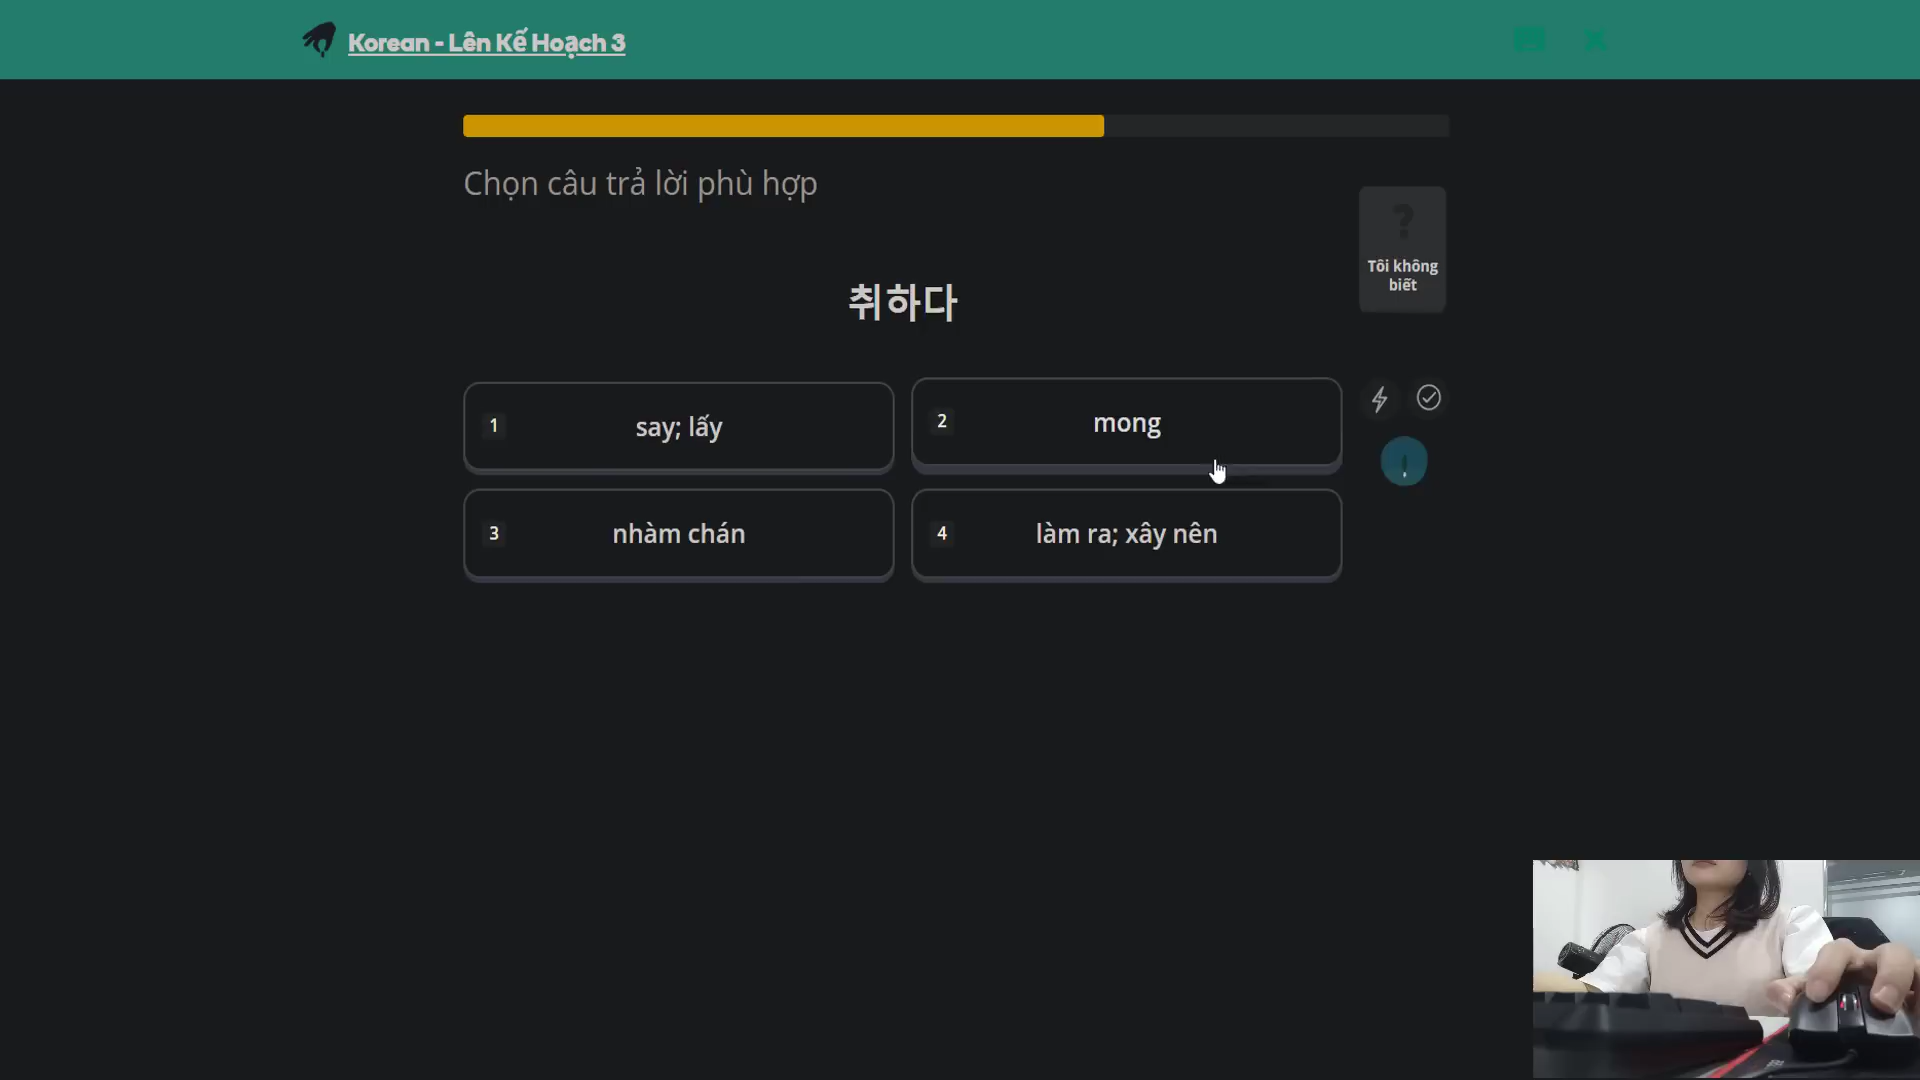 Korean - Lên Kế Hoạch 3
Chọn câu trả lời phù hợp
?
Tôi không
biết
취하다
1 say; lấy
2 mong
3 nhàm chán
4 làm ra; xây nên